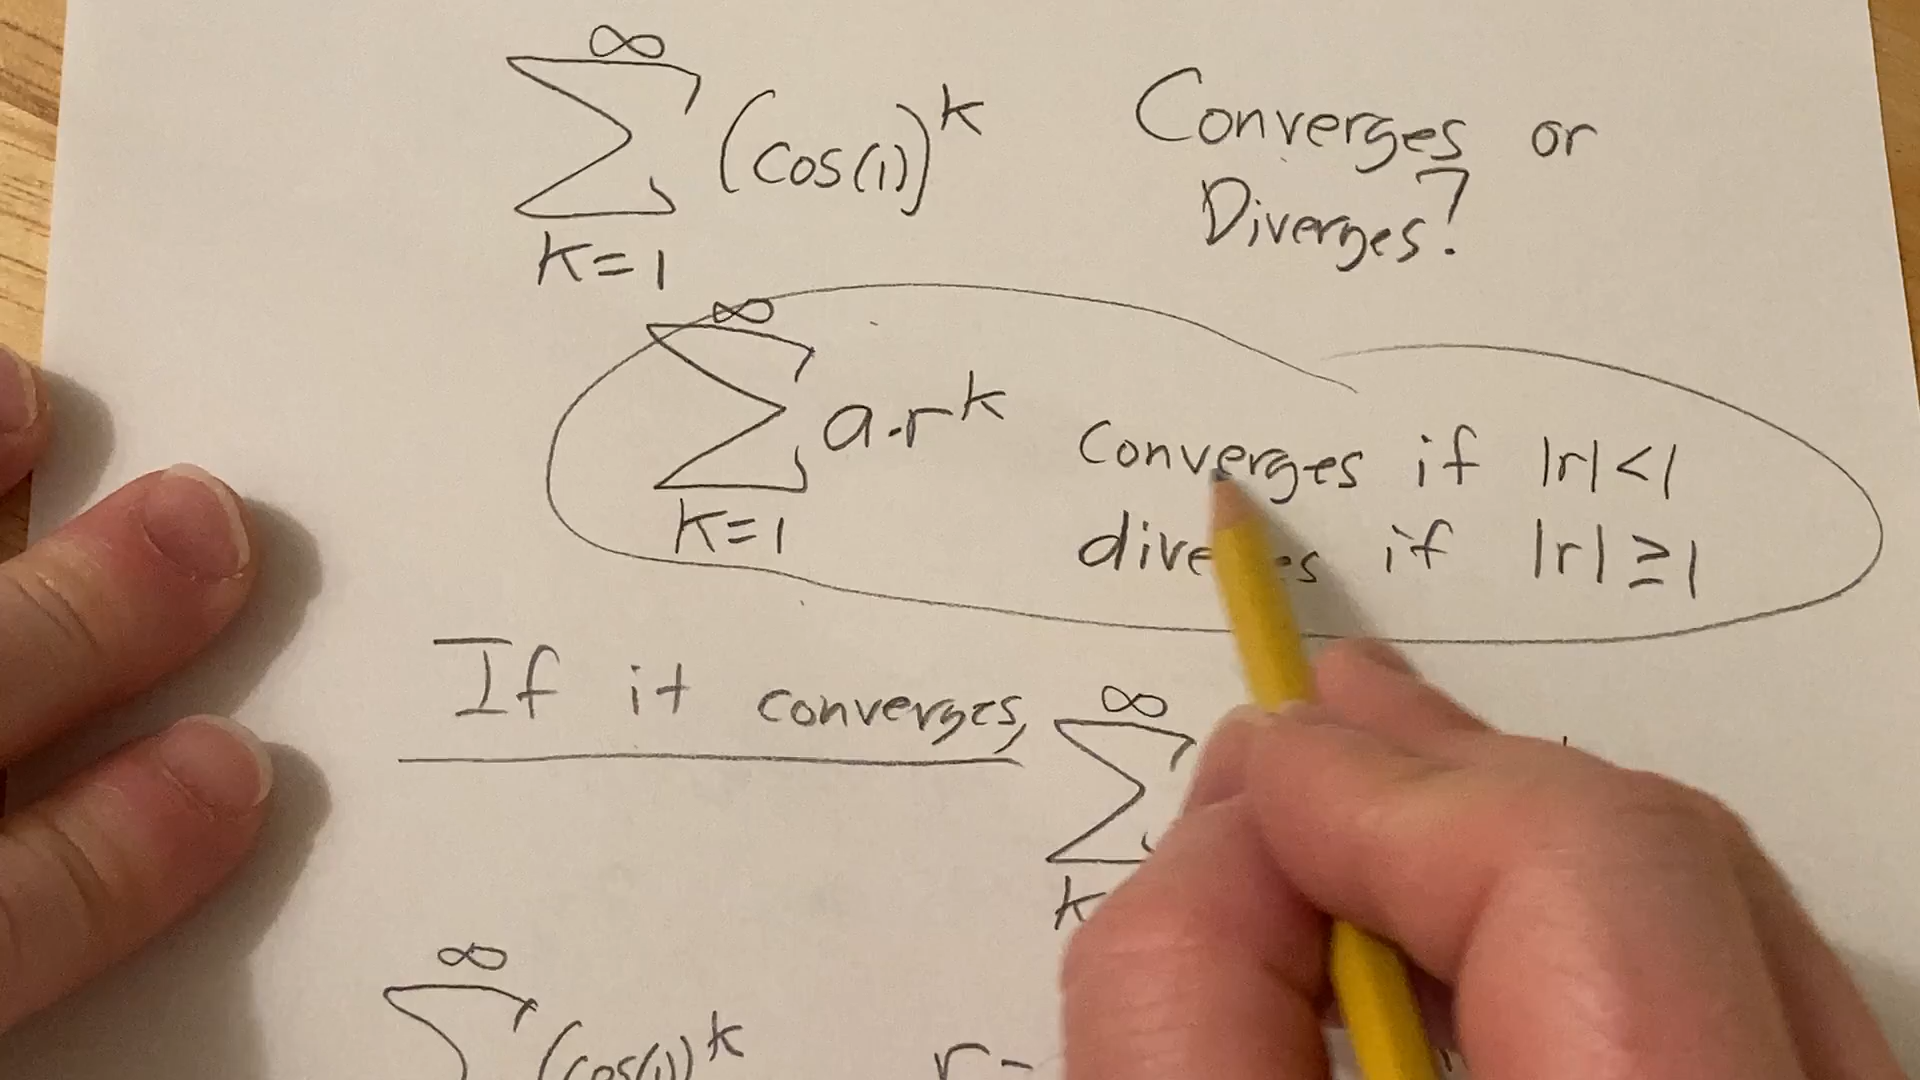 ∞
Σ (cos(1))^k Converges or
K=1 Diverges?
∞
Σ a·r^k Converges if |r|<1
K=1 if |r|≥1
If it converges, ∞
Σ
k
∞
Σ (cos(1))^k r